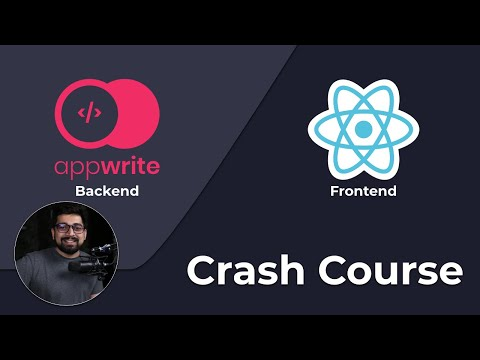 </>
appwrite
Backend
Frontend
Crash Course